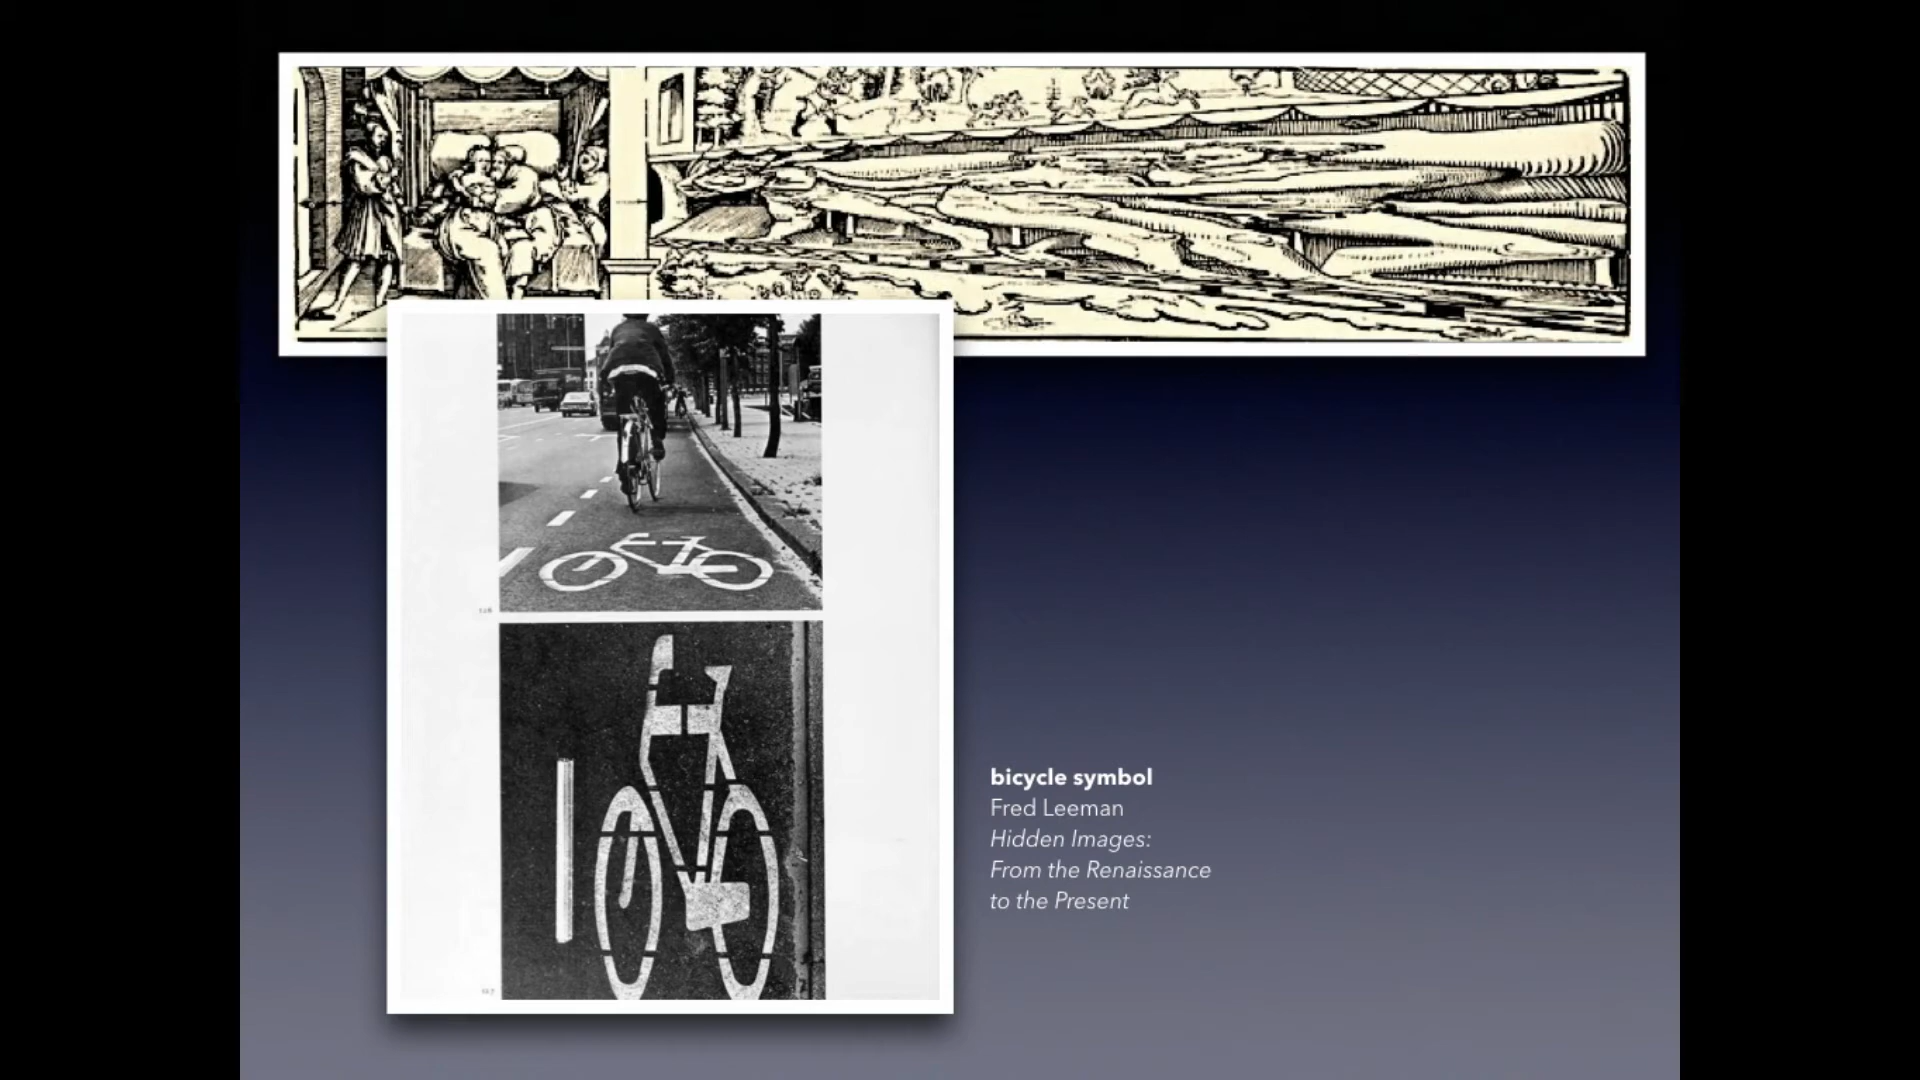 bicycle symbol
Fred Leeman
Hidden Images:
From the Renaissance
to the Present